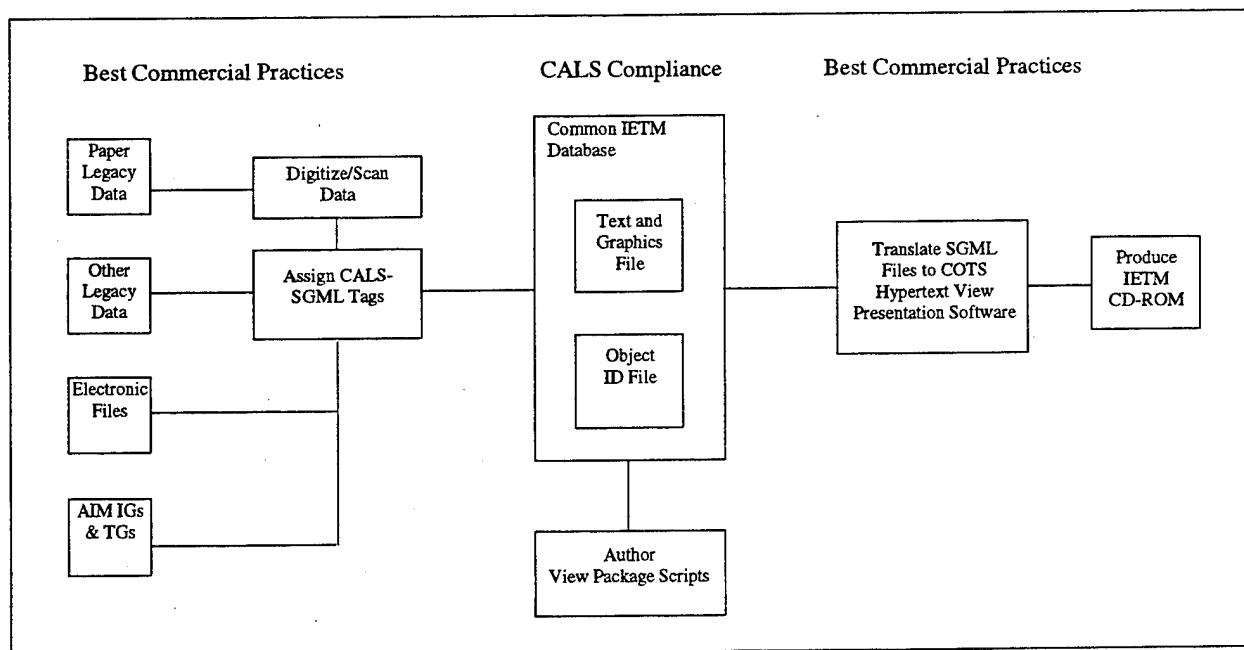 Best Commercial Practices
CALS Compliance
Best Commercial Practices
Paper
Legacy
Data
Digitize/Scan
Data
Other
Legacy
Data
Assign CALS-
SGML Tags
Electronic
Files
AIM IGs
& TGs
Common IETM
Database
Text and
Graphics
File
Object
ID File
Author
View Package Scripts
Translate SGML
Files to COTS
Hypertext View
Presentation Software
Produce
IETM
CD-ROM